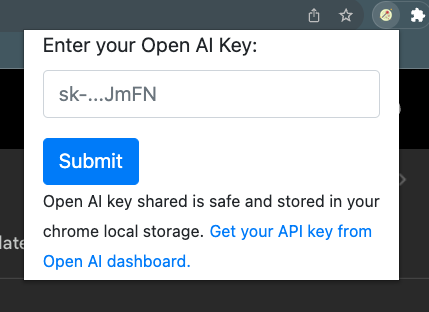 Enter your Open AI Key:
sk-...JmFN
Submit
Open AI key shared is safe and stored in your
chrome local storage. Get your API key from
Open AI dashboard.
late